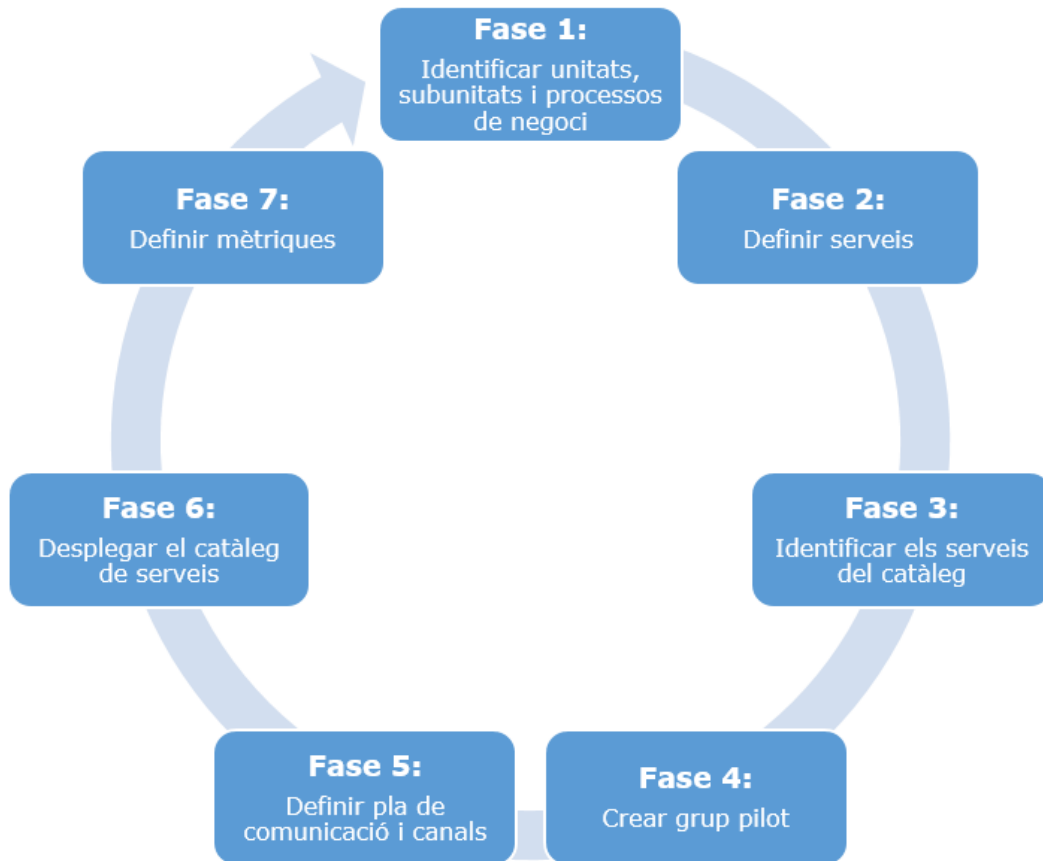 Fase 1:
Identificar unitats,
subunitats i processos
de negoci
Fase 2:
Definir serveis
Fase 3:
Identificar els serveis
del catàleg
Fase 4:
Crear grup pilot
Fase 5:
Definir pla de
comunicació i canals
Fase 6:
Desplegar el catàleg
de serveis
Fase 7:
Definir mètriques